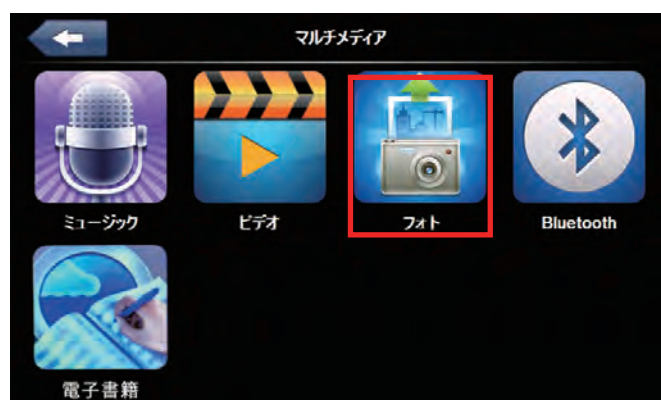 マルチメディア
ミュージック
ビデオ
フォト
Bluetooth
電子書籍